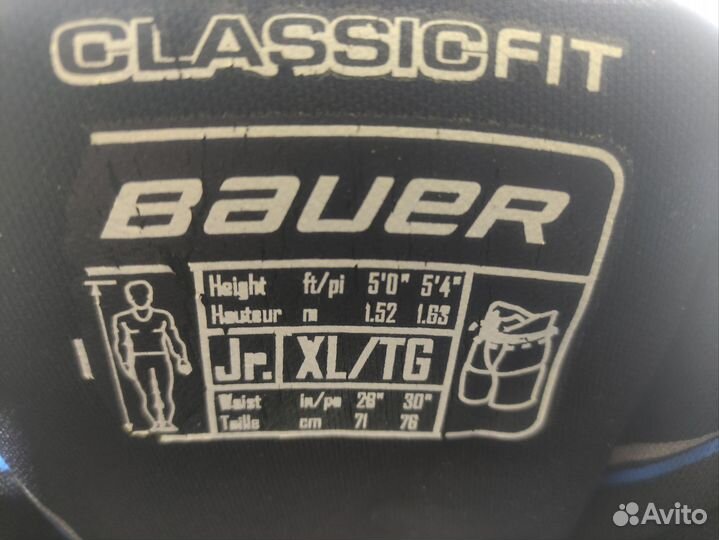 CLASSICFIT
BAUER
Height ft/pi 5'0" 5'4"
Hauteur m 1.52 1.63
Jr. XL/TG
Waist in/po 28" 30"
Taille cm 71 76
Avito